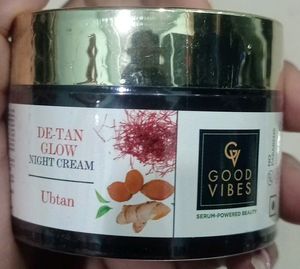 DE-TAN
GLOW
NIGHT CREAM
Ubtan
GV
GOOD
VIBES
SERUM-POWERED BEAUTY